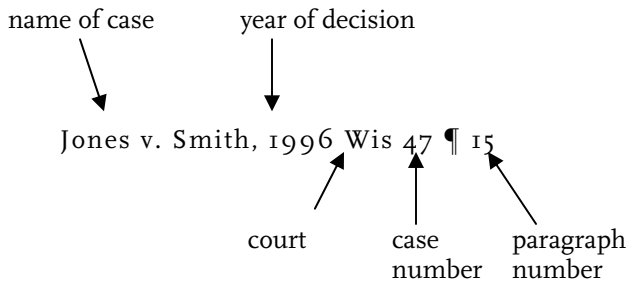 name of case year of decision
Jones v. Smith, 1996 Wis 47 ¶ 15
court case paragraph
number number